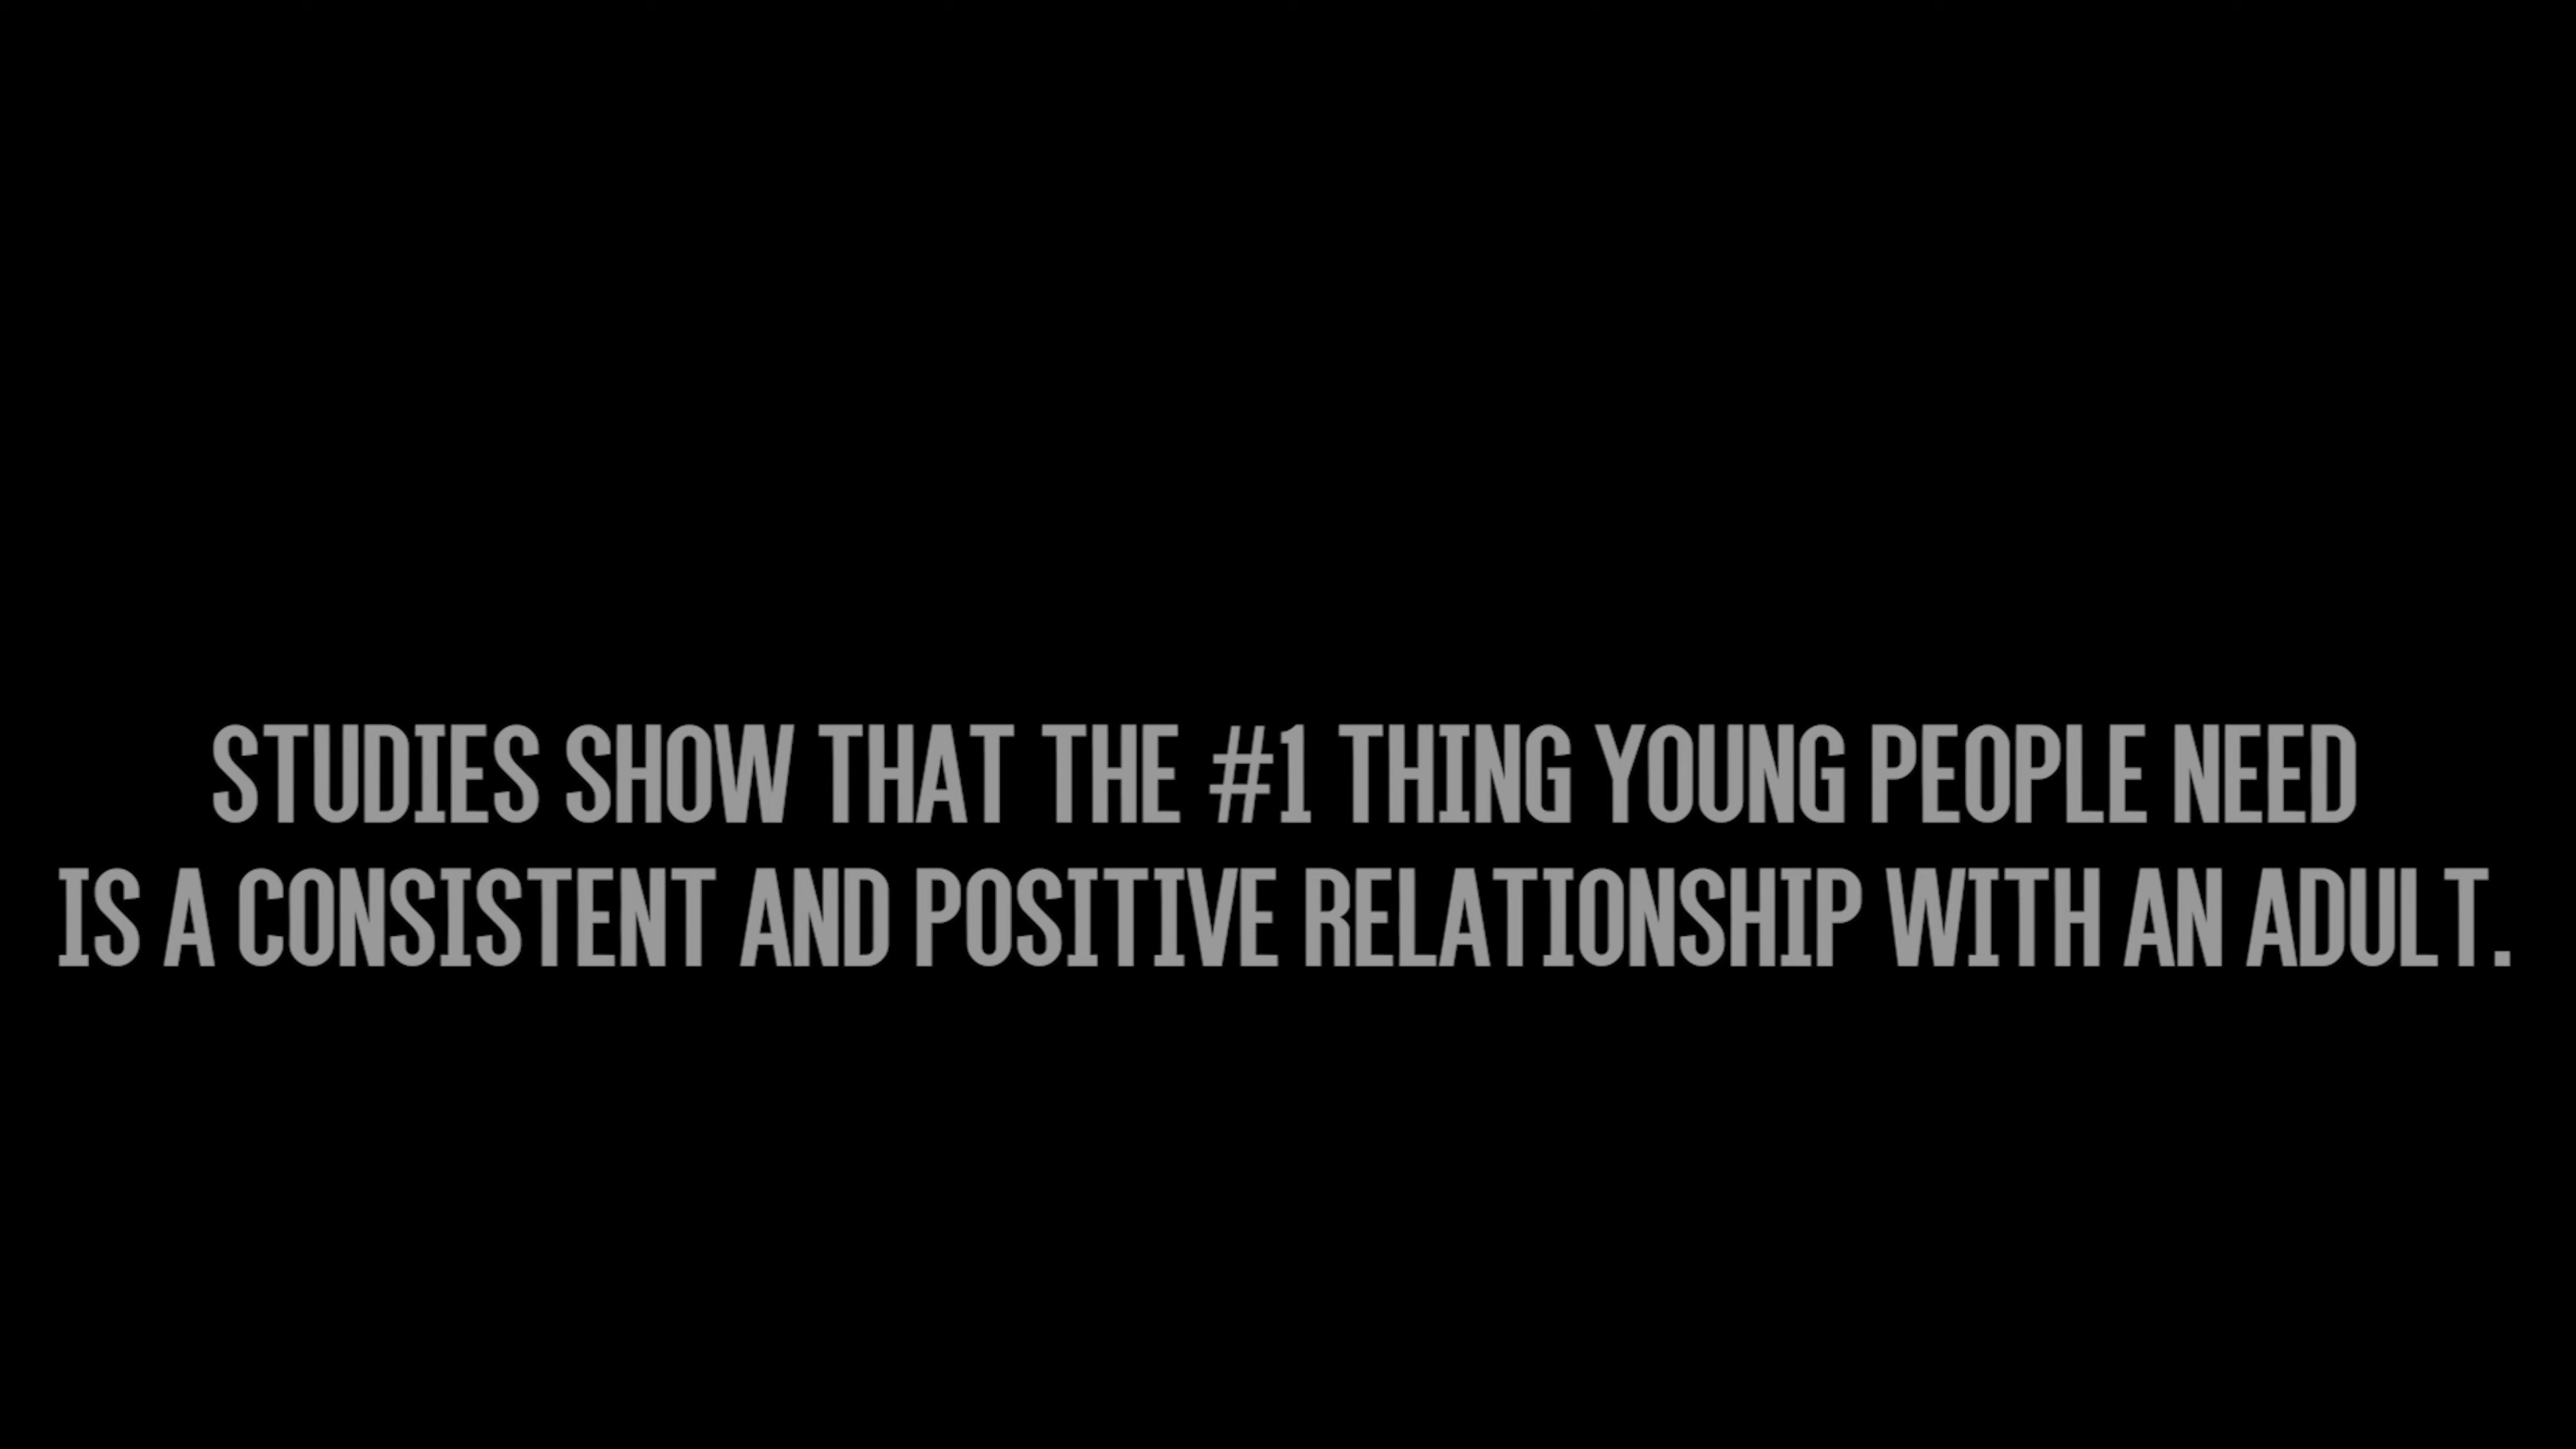 STUDIES SHOW THAT THE #1 THING YOUNG PEOPLE NEED
IS A CONSISTENT AND POSITIVE RELATIONSHIP WITH AN ADULT.